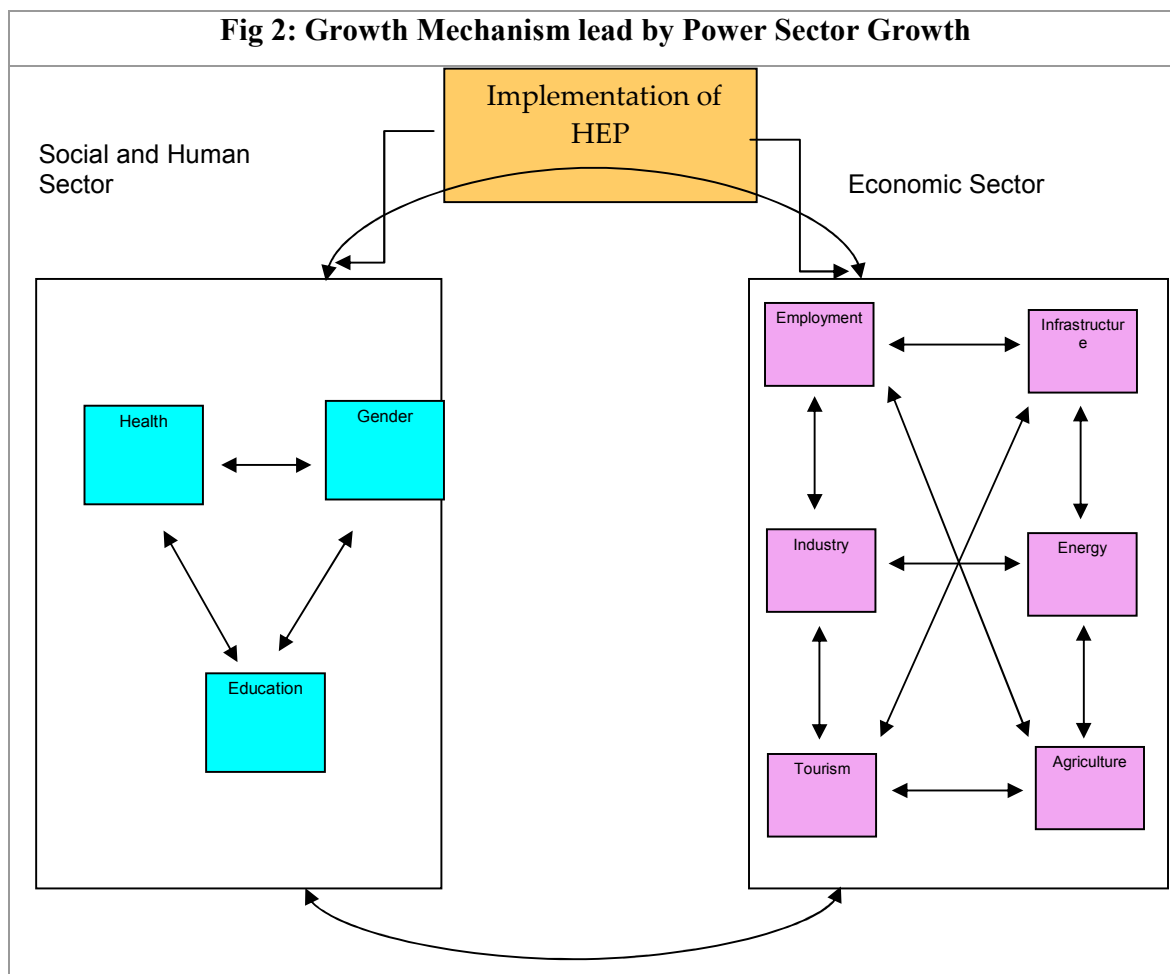 Fig 2: Growth Mechanism lead by Power Sector Growth
Implementation of
HEP
Social and Human
Sector
Economic Sector
Employment
Infrastructur
e
Health
Gender
Industry
Energy
Education
Tourism
Agriculture